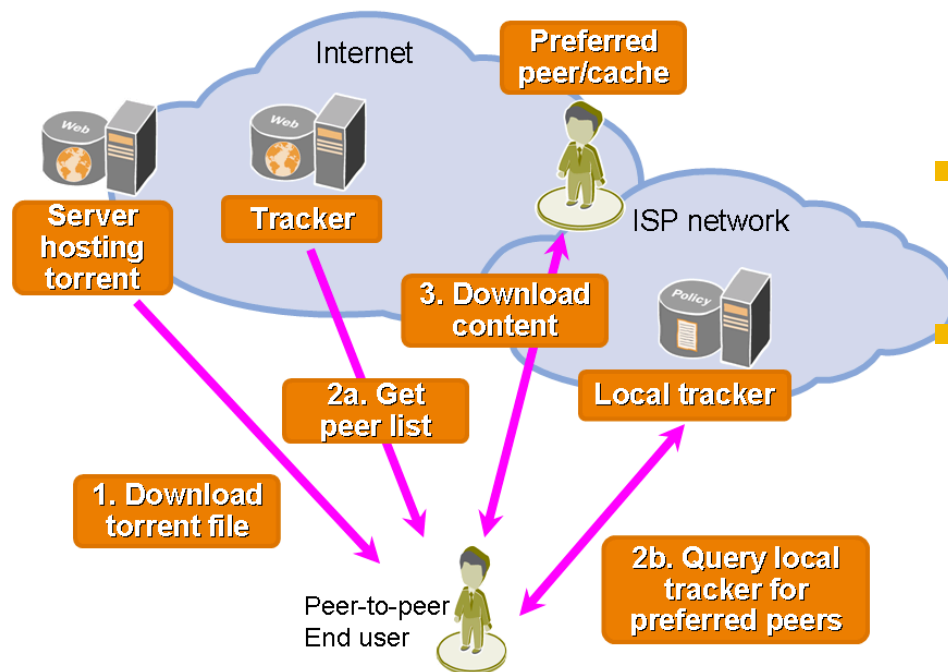 Internet
Preferred
peer/cache
Web
Web
Server
hosting
torrent
Tracker
ISP network
3. Download
content
Policy
2a. Get
peer list
Local tracker
1. Download
torrent file
2b. Query local
tracker for
preferred peers
Peer-to-peer
End user